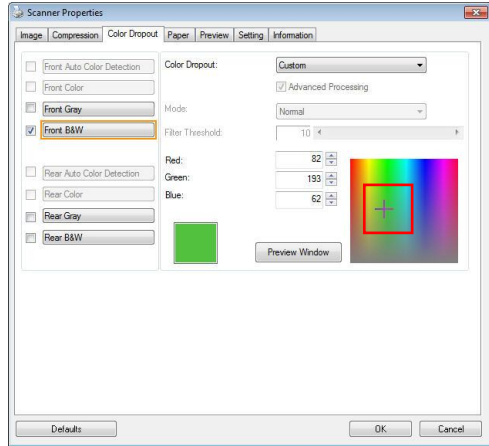 Scanner Properties
Image Compression Color Dropout Paper Preview Setting Information
Front Auto Color Detection
Front Color
Front Gray
Front B&W
Rear Auto Color Detection
Rear Color
Rear Gray
Rear B&W
Color Dropout: Custom
Advanced Processing
Mode: Normal
Filter Threshold: 10
Red: 82
Green: 193
Blue: 62
Preview Window
Defaults OK Cancel